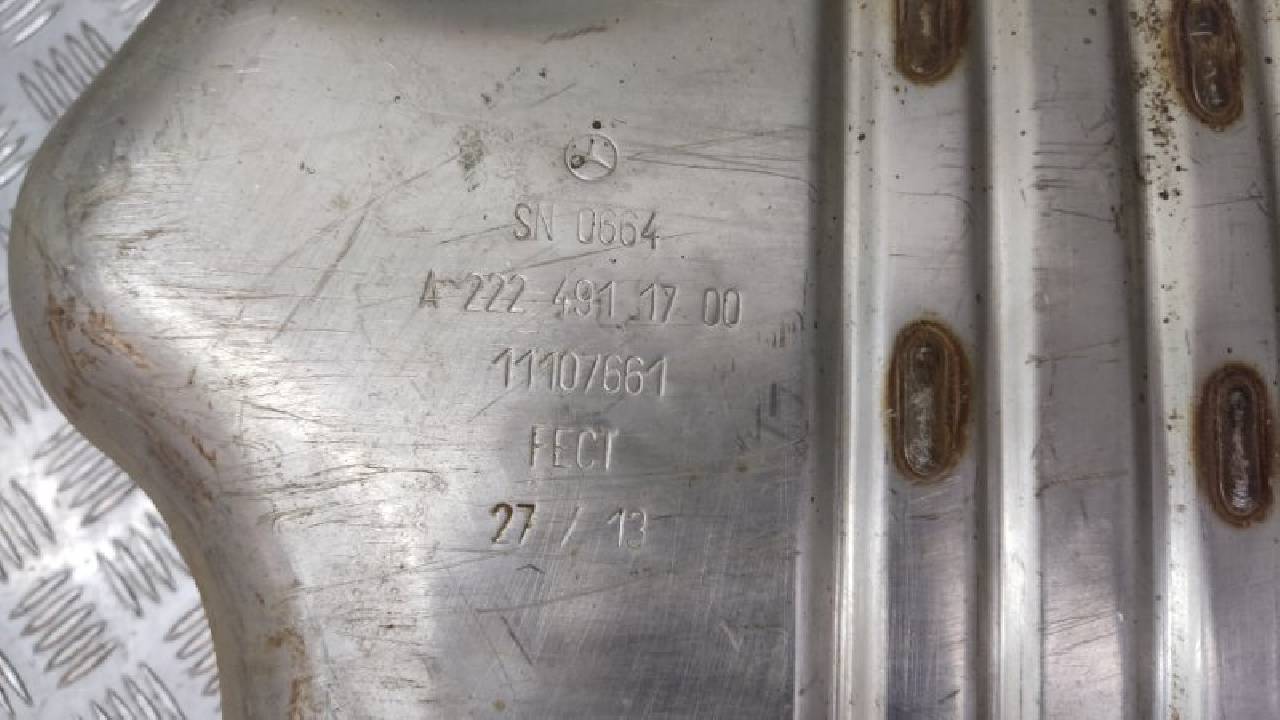 SN 0664
A 222 491 17 00
11107661
FECT
27 / 13